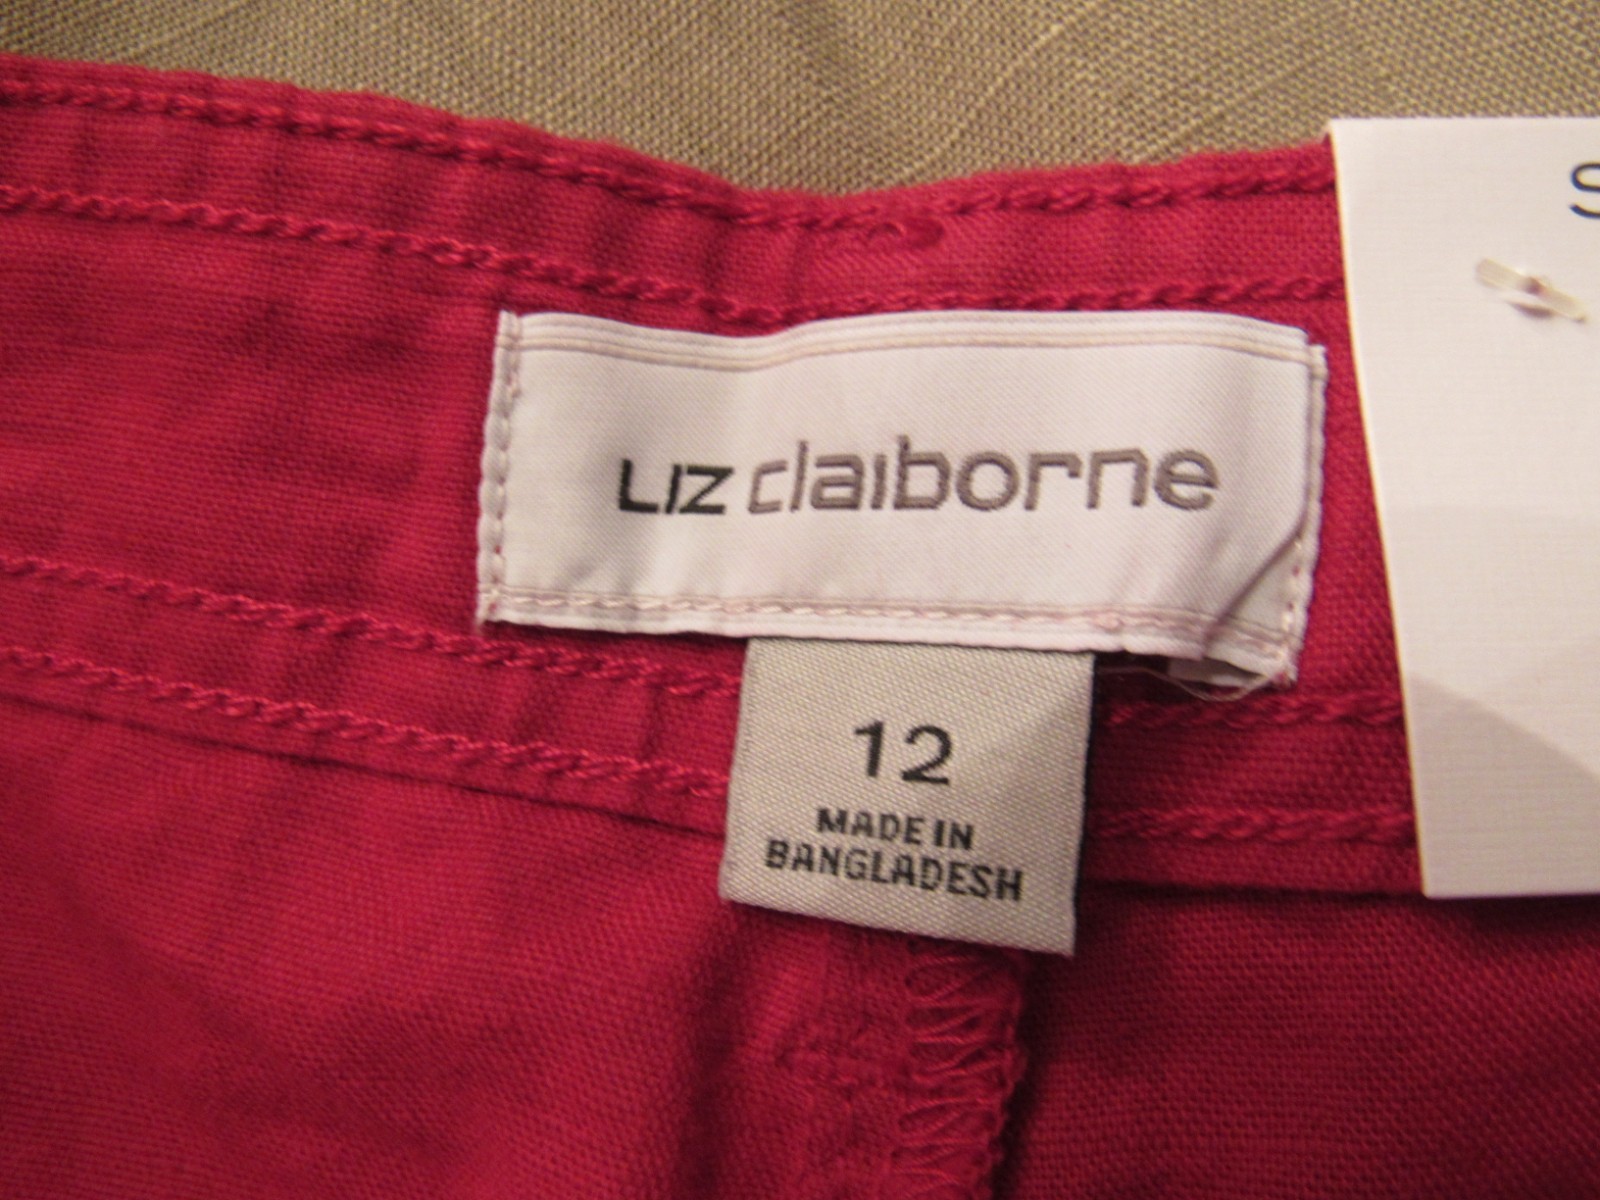 LIZ claiborne
12
MADE IN
BANGLADESH
S